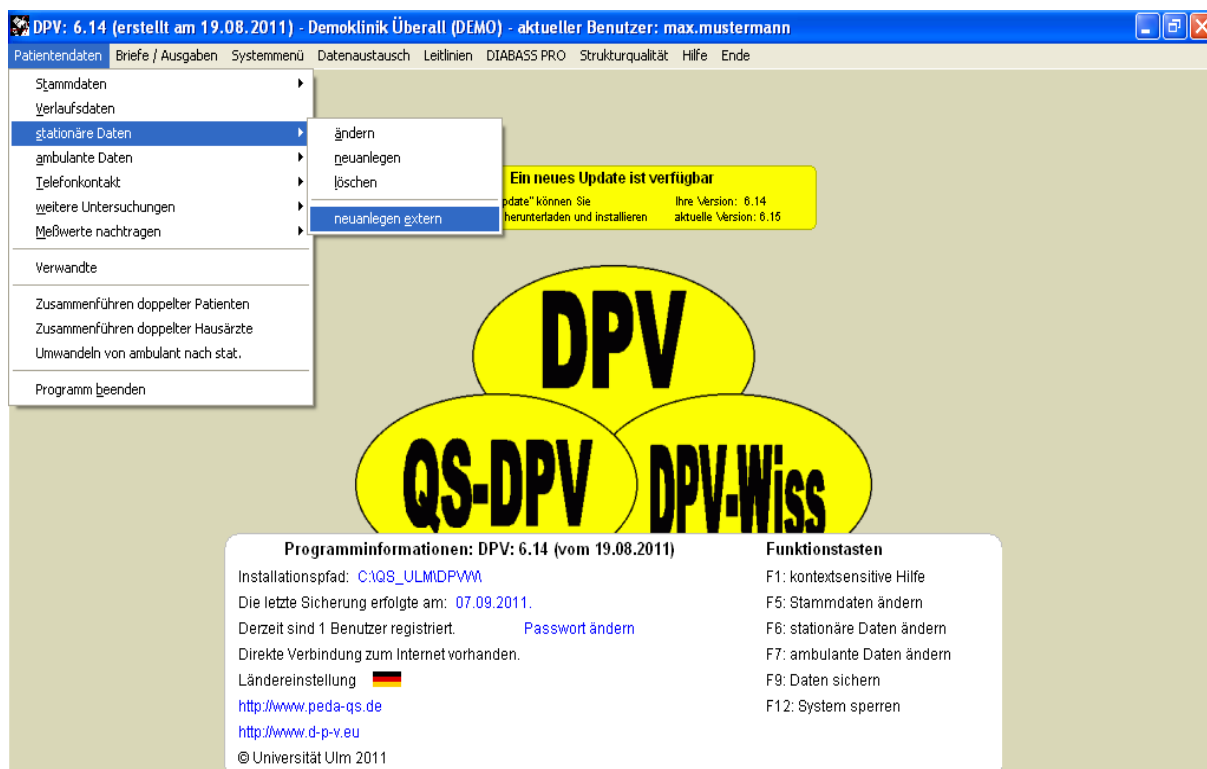 DPV: 6.14 (erstellt am 19.08.2011) - Demoklinik Überall (DEMO) - aktueller Benutzer: max.mustermann
Patientendaten Briefe / Ausgaben Systemmenü Datenaustausch Leitlinien DIABASS PRO Strukturqualität Hilfe Ende
Stammdaten
Verlaufsdaten
stationäre Daten
ambulante Daten
Telefonkontakt
weitere Untersuchungen
Meßwerte nachtragen
Verwandte
Zusammenführen doppelter Patienten
Zusammenführen doppelter Hausärzte
Umwandeln von ambulant nach stat.
Programm beenden
ändern
neuanlegen
löschen
neuanlegen extern
Ein neues Update ist verfügbar
pdate" können Sie Ihre Version: 6.14
herunterladen und installieren aktuelle Version: 6.15
DPV
QS-DPV DPV-Wiss
Programminformationen: DPV: 6.14 (vom 19.08.2011)
Installationspfad: C:\QS_ULM\DPVW\
Die letzte Sicherung erfolgte am: 07.09.2011.
Derzeit sind 1 Benutzer registriert. Passwort ändern
Direkte Verbindung zum Internet vorhanden.
Ländereinstellung
http://www.peda-qs.de
http://www.d-p-v.eu
© Universität Ulm 2011
Funktionstasten
F1: kontextsensitive Hilfe
F5: Stammdaten ändern
F6: stationäre Daten ändern
F7: ambulante Daten ändern
F9: Daten sichern
F12: System sperren